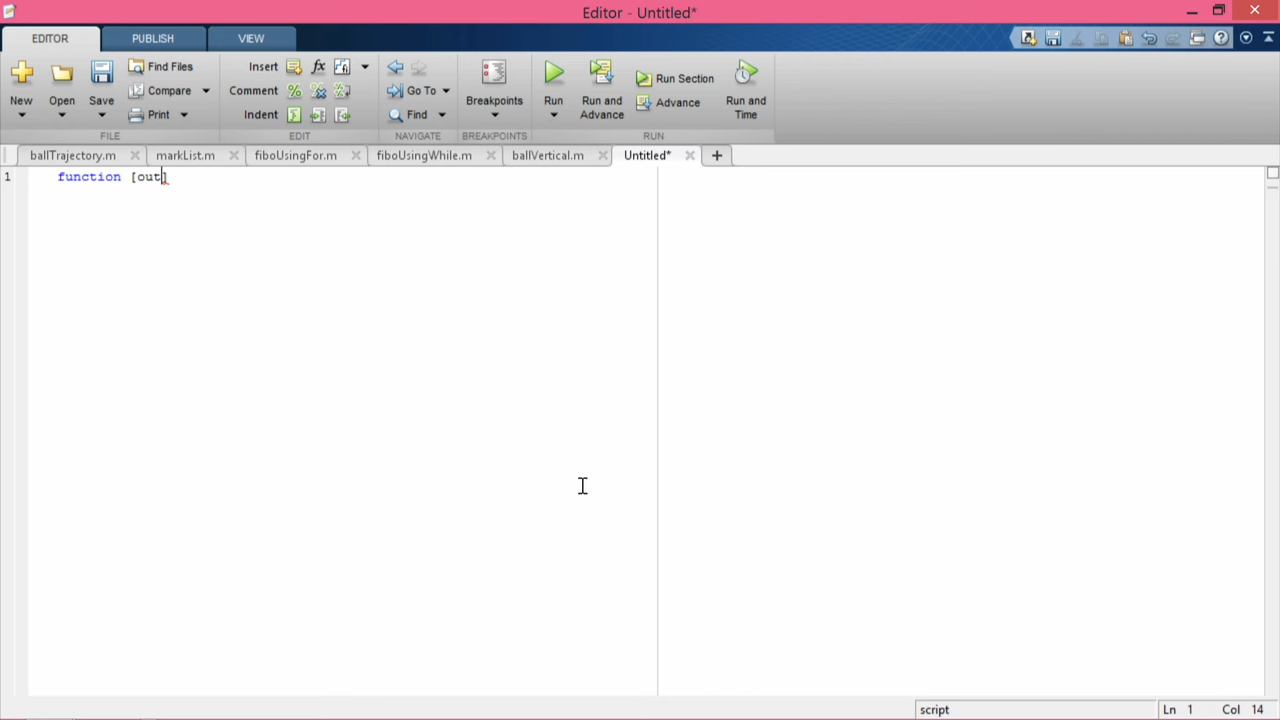 Editor - Untitled*
EDITOR PUBLISH VIEW
New Open Save Find Files Compare Print
Insert fx Comment % Indent
Go To Find
Breakpoints
Run Run and Advance Run Section Advance Run and Time
FILE EDIT NAVIGATE BREAKPOINTS RUN
ballTrajectory.m markList.m fiboUsingFor.m fiboUsingWhile.m ballVertical.m Untitled*
1 function [out]
script Ln 1 Col 14